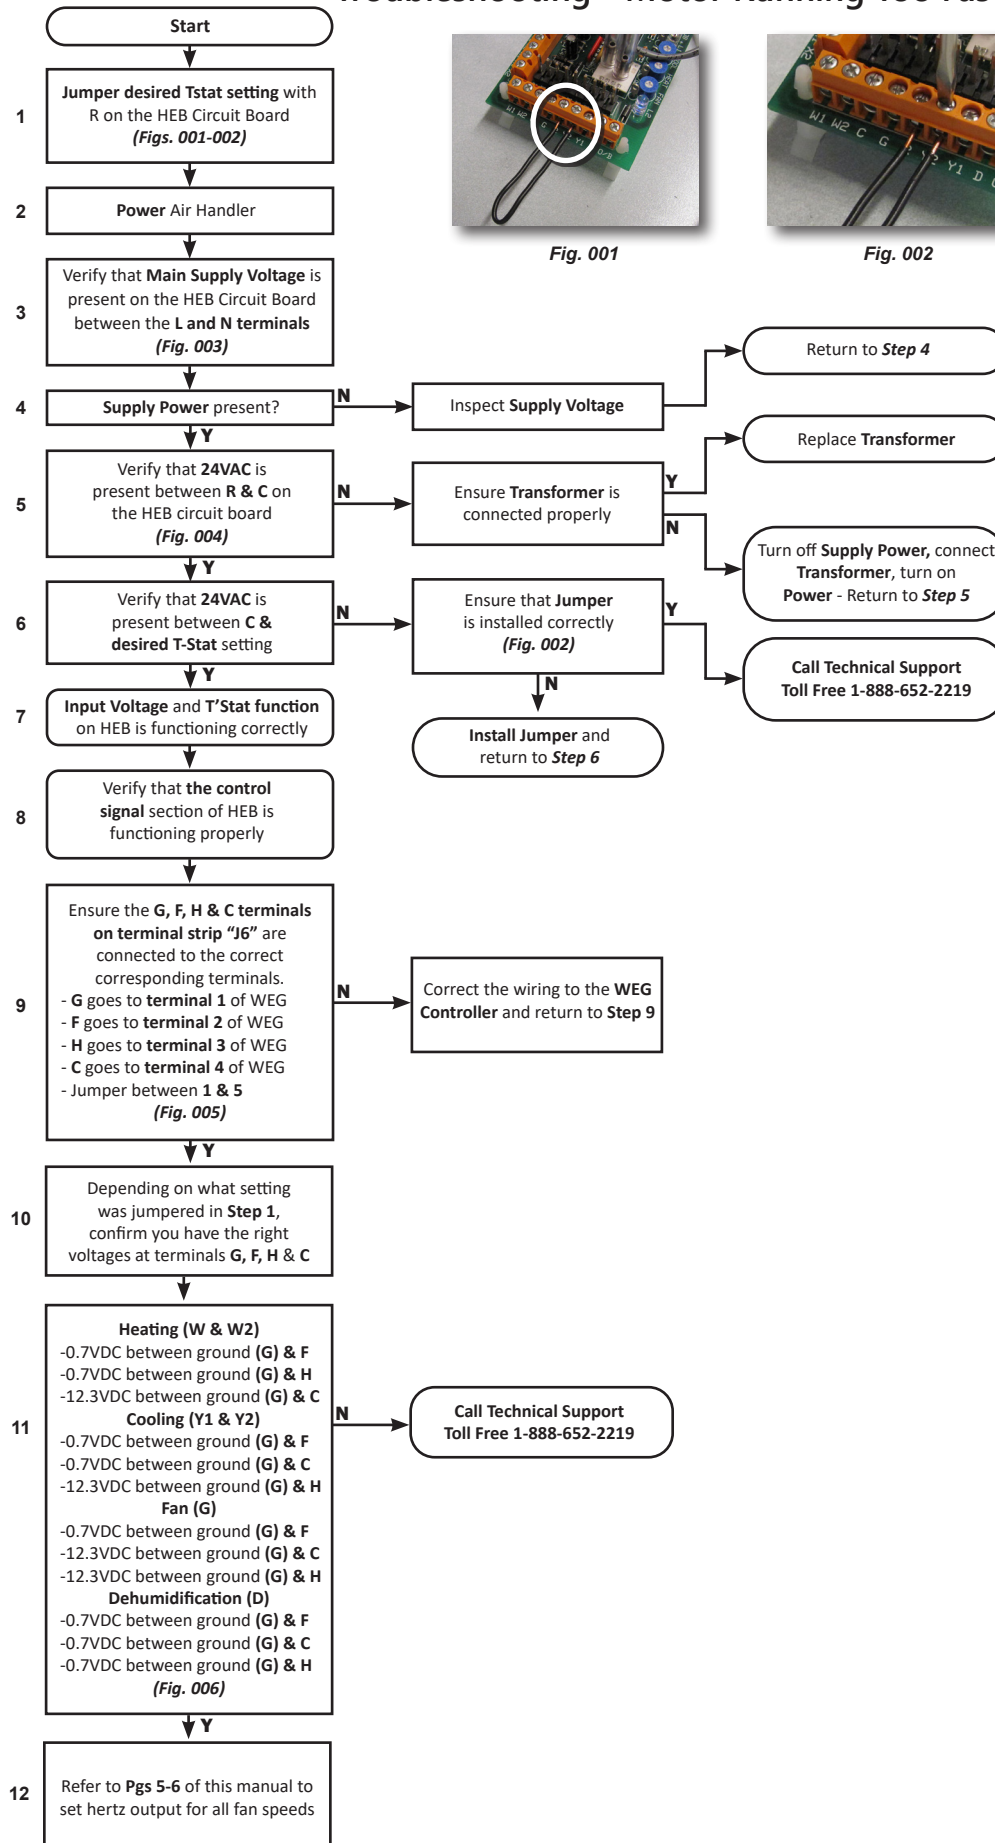 Start
1
Jumper desired Tstat setting with
R on the HEB Circuit Board
(Figs. 001-002)
Fig. 001
Fig. 002
W1 W2 C G Y1 D
2
Power Air Handler
3
Verify that Main Supply Voltage is
present on the HEB Circuit Board
between the L and N terminals
(Fig. 003)
4
Supply Power present?
N
Inspect Supply Voltage
Return to Step 4
Y
5
Verify that 24VAC is
present between R & C on
the HEB circuit board
(Fig. 004)
N
Ensure Transformer is
connected properly
Y
Replace Transformer
N
Turn off Supply Power, connect
Transformer, turn on
Power - Return to Step 5
Y
6
Verify that 24VAC is
present between C &
desired T-Stat setting
N
Ensure that Jumper
is installed correctly
(Fig. 002)
Y
Call Technical Support
Toll Free 1-888-652-2219
N
Install Jumper and
return to Step 6
Y
7
Input Voltage and T'Stat function
on HEB is functioning correctly
8
Verify that the control
signal section of HEB is
functioning properly
9
Ensure the G, F, H & C terminals
on terminal strip “J6” are
connected to the correct
corresponding terminals.
- G goes to terminal 1 of WEG
- F goes to terminal 2 of WEG
- H goes to terminal 3 of WEG
- C goes to terminal 4 of WEG
- Jumper between 1 & 5
(Fig. 005)
N
Correct the wiring to the WEG
Controller and return to Step 9
Y
10
Depending on what setting
was jumpered in Step 1,
confirm you have the right
voltages at terminals G, F, H & C
11
Heating (W & W2)
-0.7VDC between ground (G) & F
-0.7VDC between ground (G) & H
-12.3VDC between ground (G) & C
Cooling (Y1 & Y2)
-0.7VDC between ground (G) & F
-0.7VDC between ground (G) & C
-12.3VDC between ground (G) & H
Fan (G)
-0.7VDC between ground (G) & F
-12.3VDC between ground (G) & C
-12.3VDC between ground (G) & H
Dehumidification (D)
-0.7VDC between ground (G) & F
-0.7VDC between ground (G) & C
-0.7VDC between ground (G) & H
(Fig. 006)
N
Call Technical Support
Toll Free 1-888-652-2219
Y
12
Refer to Pgs 5-6 of this manual to
set hertz output for all fan speeds